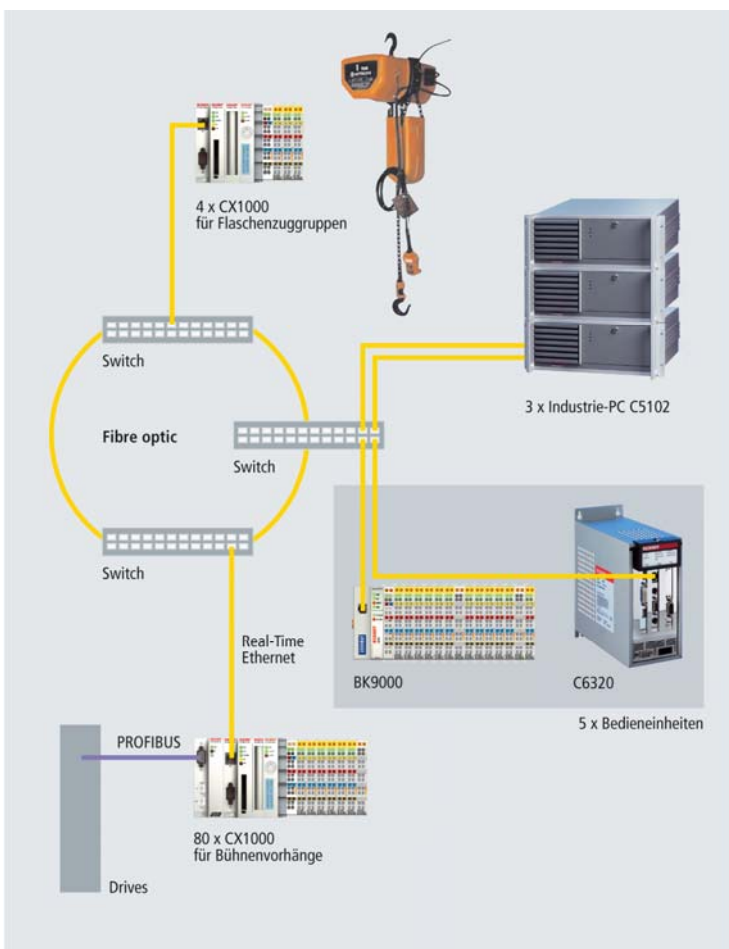 4 x CX1000
für Flaschenzuggruppen
Switch
3 x Industrie-PC C5102
Fibre optic
Switch
Switch
Real-Time
Ethernet
BK9000
C6320
5 x Bedieneinheiten
PROFIBUS
80 x CX1000
für Bühnenvorhänge
Drives